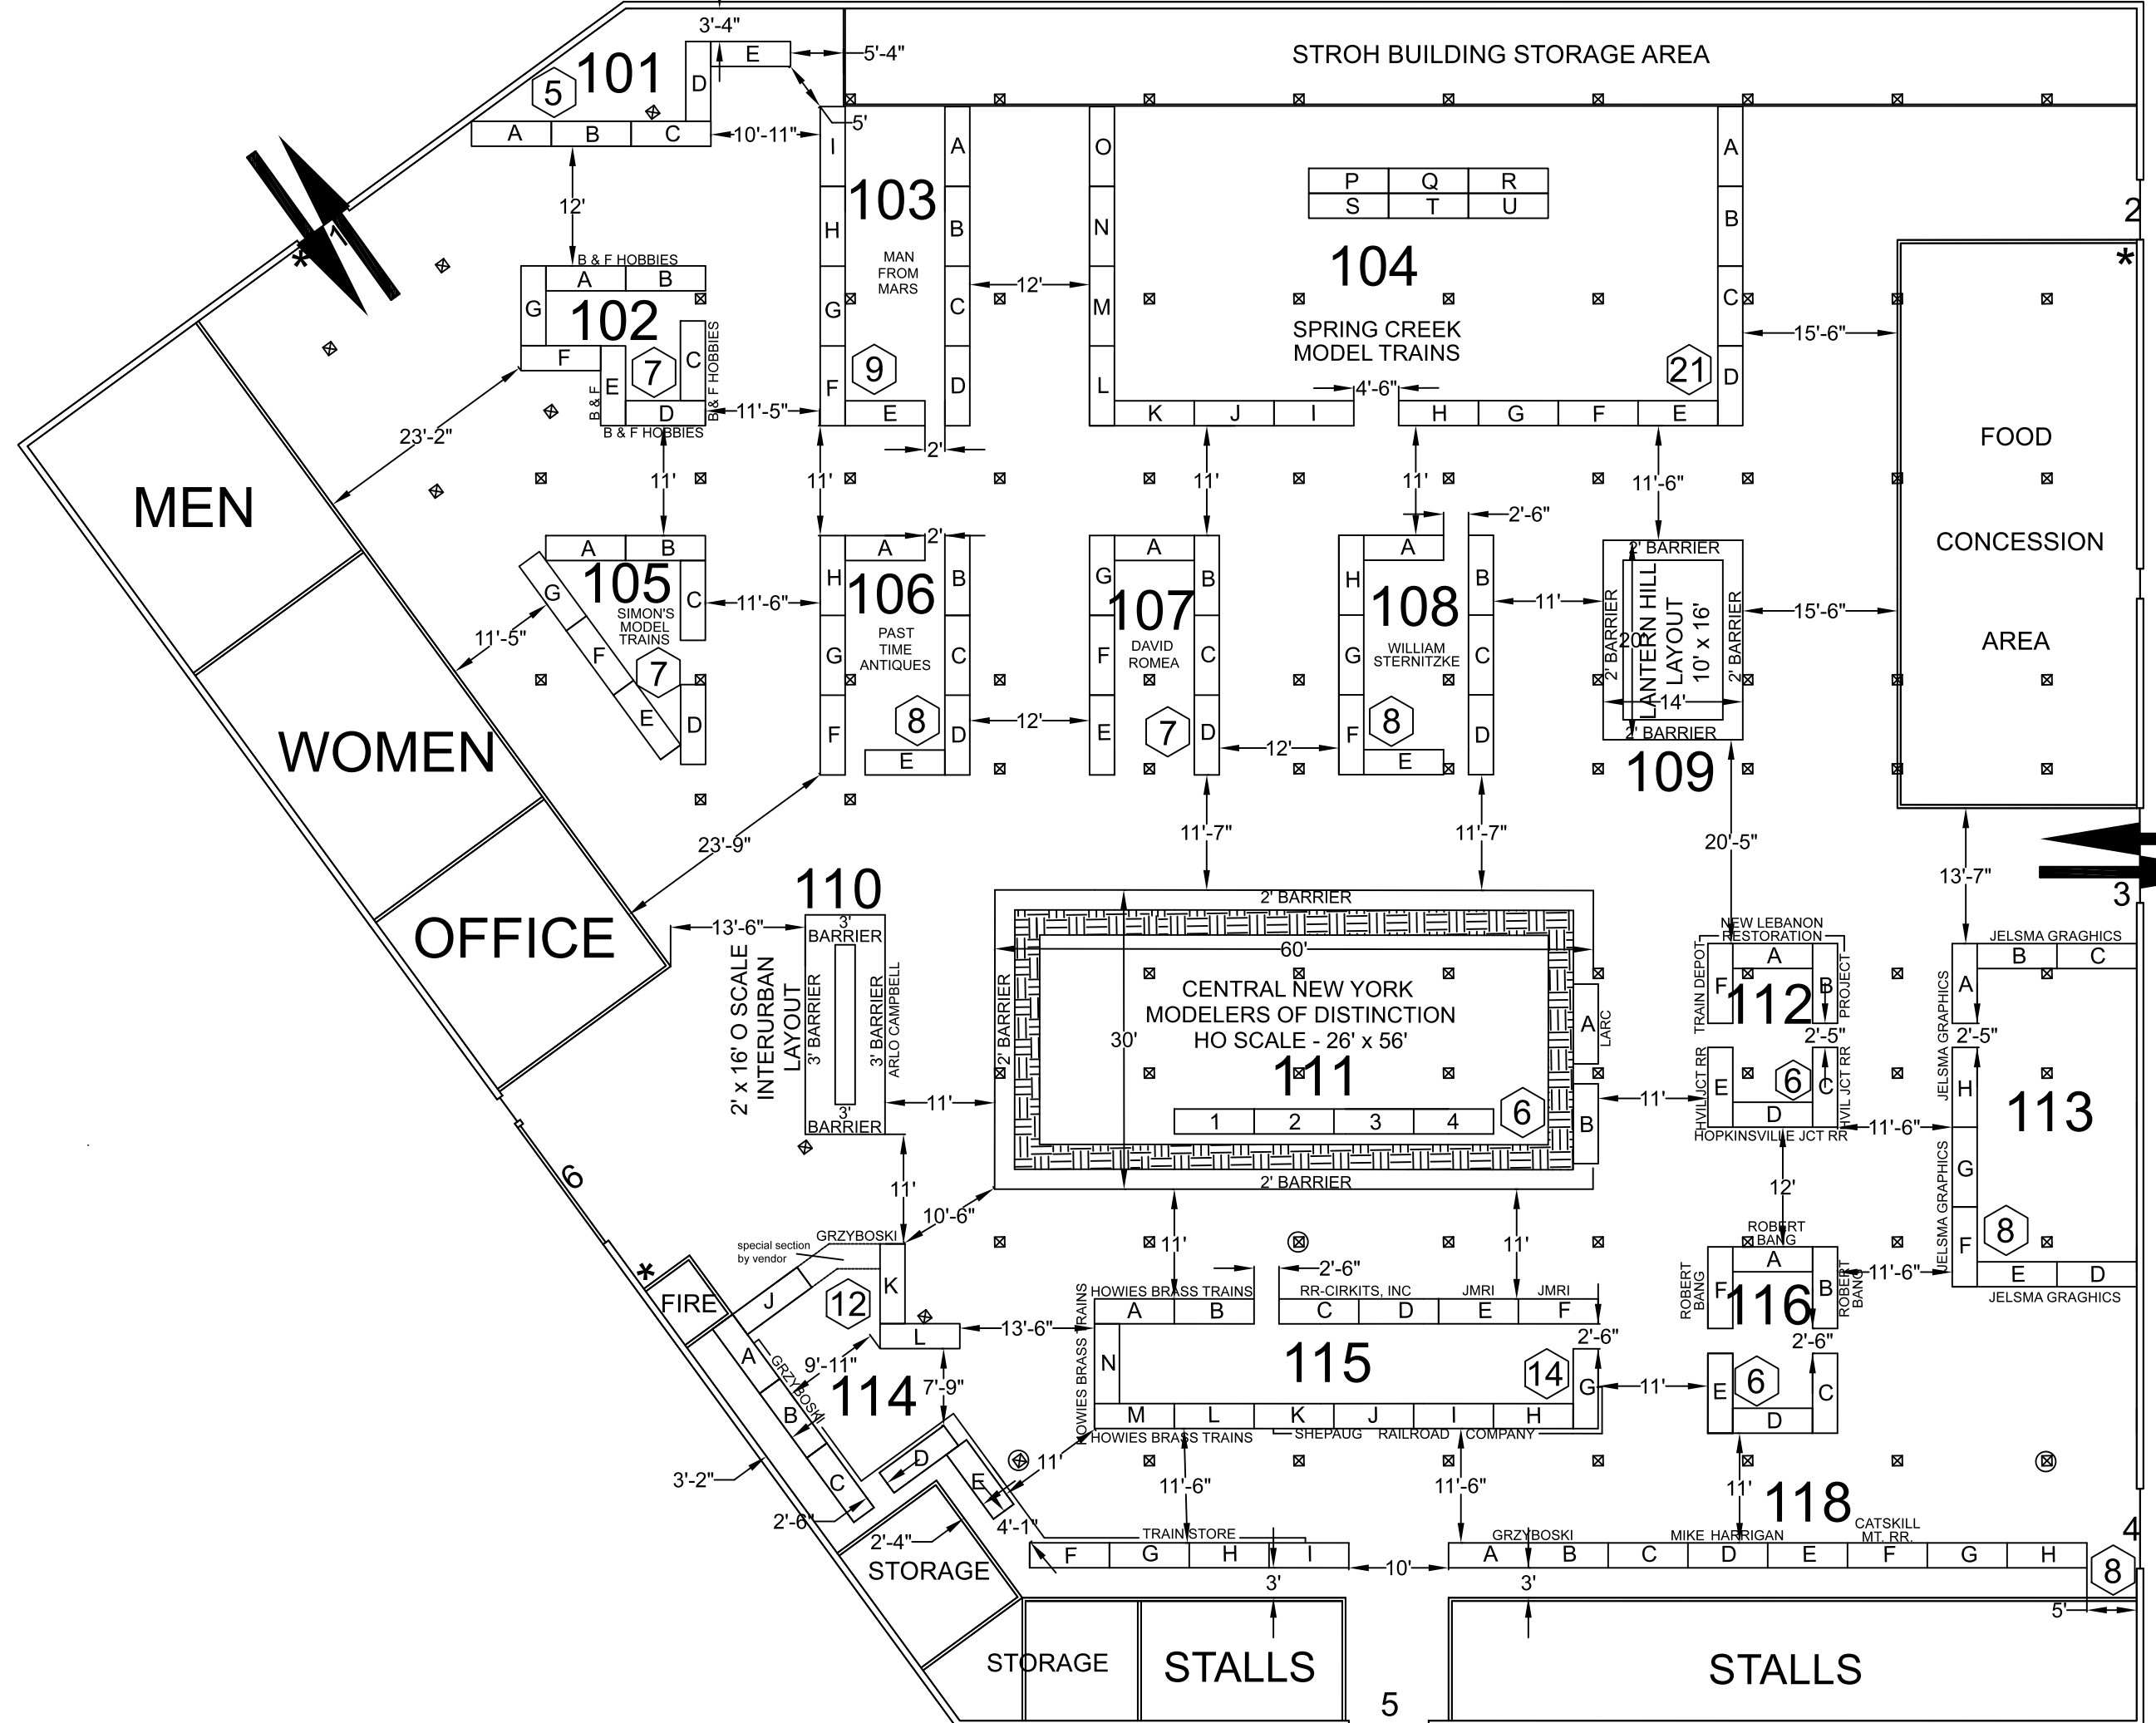 3'-4"
101
E
5'-4"
D
5
A
B
C
10'-11"
5'
STROH BUILDING STORAGE AREA
12'
1
*
2
*
I
H
G
F
103
MAN
FROM
MARS
9
E
A
B
C
D
2'
12'
O
N
M
L
K
J
I
P
Q
R
S
T
U
104
SPRING CREEK
MODEL TRAINS
4'-6"
21
H
G
F
E
A
B
C
D
15'-6"
B & F HOBBIES
A
B
G
102
F
E
7
C
D
B & F
B & F HOBBIES
B & F HOBBIES
11'-5"
23'-2"
11'
11'
11'
11'
11'-6"
FOOD
CONCESSION
AREA
MEN
WOMEN
OFFICE
A
B
G
105
SIMON'S
MODEL
TRAINS
C
F
7
E
D
11'-5"
11'-6"
H
A
2'
B
106
PAST
TIME
ANTIQUES
G
C
F
8
D
E
12'
G
A
B
107
DAVID
ROMEA
F
C
E
7
D
12'
H
A
2'-6"
B
108
WILLIAM
STERNITZKE
G
C
F
8
D
E
11'
2' BARRIER
2' BARRIER
20'
LANTERN HILL
LAYOUT
10' x 16'
2' BARRIER
14'
2' BARRIER
109
15'-6"
23'-9"
11'-7"
11'-7"
20'-5"
13'-7"
3
110
13'-6"
3'
BARRIER
2' x 16' O SCALE
INTERURBAN
LAYOUT
3' BARRIER
3' BARRIER
ARLO CAMPBELL
3'
BARRIER
11'
11'
10'-6"
2' BARRIER
60'
2' BARRIER
30'
CENTRAL NEW YORK
MODELERS OF DISTINCTION
HO SCALE - 26' x 56'
111
1
2
3
4
6
A
LARC
B
2' BARRIER
11'
NEW LEBANON
RESTORATION
PROJECT
TRAIN DEPOT
F
A
B
112
2'-5"
E
6
C
D
HVIL JCT RR
HVIL JCT RR
HOPKINSVILLE JCT RR
11'-6"
12'
JELSMA GRAGHICS
A
B
C
JELSMA GRAPHICS
2'-5"
H
113
G
JELSMA GRAPHICS
F
8
E
D
JELSMA GRAGHICS
6
*
FIRE
special section
by vendor
GRZYBOSKI
J
12
K
L
A
GRZYBOSKI
9'-11"
114
7'-9"
B
C
D
E
3'-2"
2'-6"
2'-4"
4'-1"
11'
13'-6"
11'
11'
2'-6"
HOWIES BRASS TRAINS
RR-CIRKITS, INC
JMRI
JMRI
A
B
C
D
E
F
HOWIES BRASS TRAINS
N
115
2'-6"
14
G
M
L
K
J
I
H
HOWIES BRASS TRAINS
SHEPAUG RAILROAD COMPANY
11'
ROBERT
BANG
ROBERT
BANG
F
A
B
116
ROBERT
BANG
11'-6"
2'-6"
E
6
C
D
11'-6"
11'-6"
11'
118
4
TRAIN STORE
F
G
H
I
10'
GRZYBOSKI
MIKE HARRIGAN
CATSKILL
MT. RR.
A
B
C
D
E
F
G
H
8
3'
3'
5'
STORAGE
STORAGE
STALLS
5
STALLS